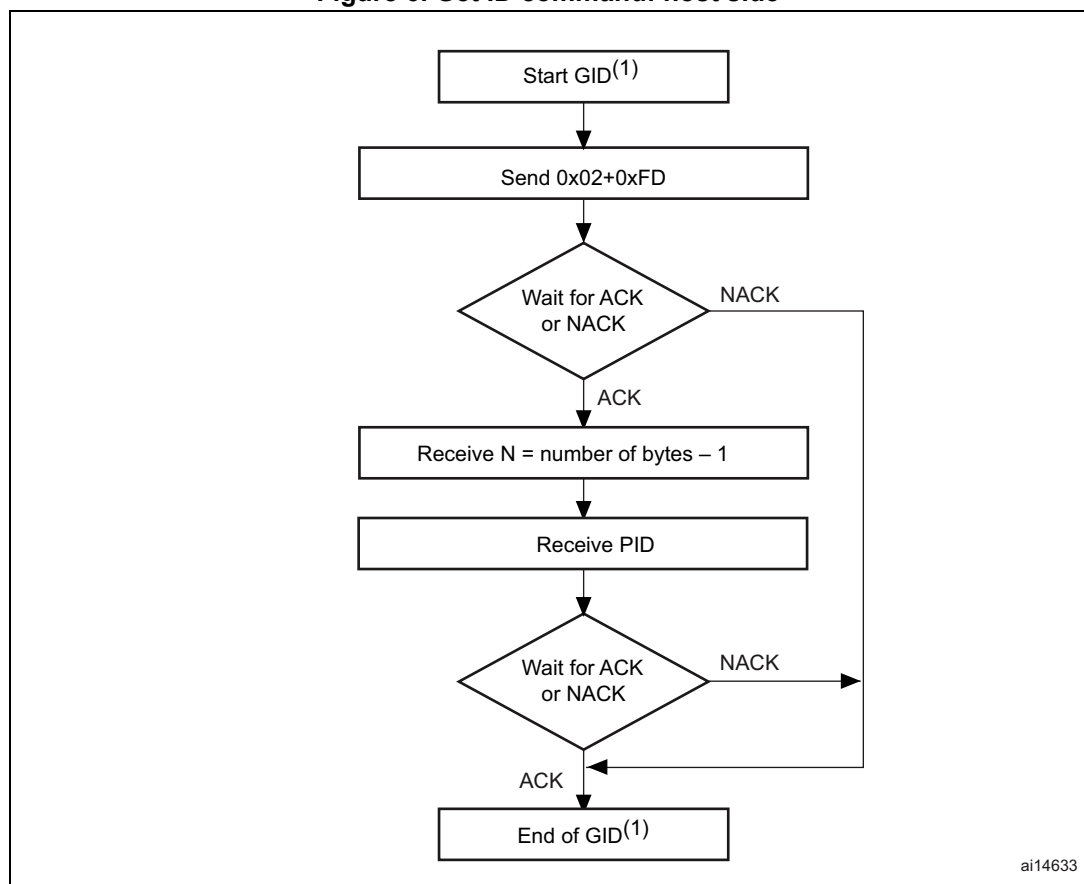 Figure Get ID command: host side
Start GID(1)
Send 0x02+0xFD
Wait for ACK
or NACK
NACK
ACK
Receive N = number of bytes – 1
Receive PID
Wait for ACK
or NACK
NACK
ACK
End of GID(1)
ai14633